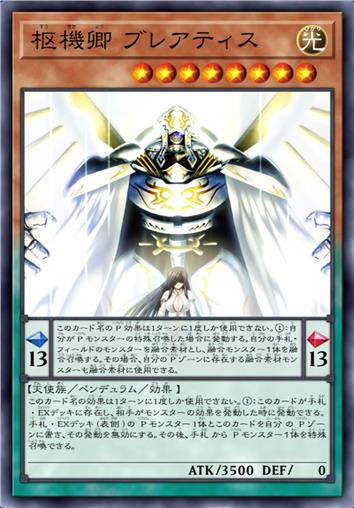 枢機卿 ブレアティス
光
このカード名のP効果は1ターンに1度しか使用できない。①:自
分がPモンスターの特殊召喚した場合に発動する。自分の手札・
フィールドのモンスターを融合素材とし、融合モンスター1体を融
合召喚する。その場合、自分のPゾーンに存在する融合素材モン
スターも融合素材に使用できる。
13
13
【天使族/ペンデュラム/効果】
このカード名の効果は1ターンに1度しか使用できない。①:このカードが手札
・EXデッキに存在し、相手がモンスターの効果を発動した時に発動できる。
手札・EXデッキ(表側)のPモンスター1体とこのカードを自分のPゾー
ンに置き、その発動を無効にする。その後、手札からPモンスター1体を特殊
召喚できる。
ATK/3500 DEF/ 0